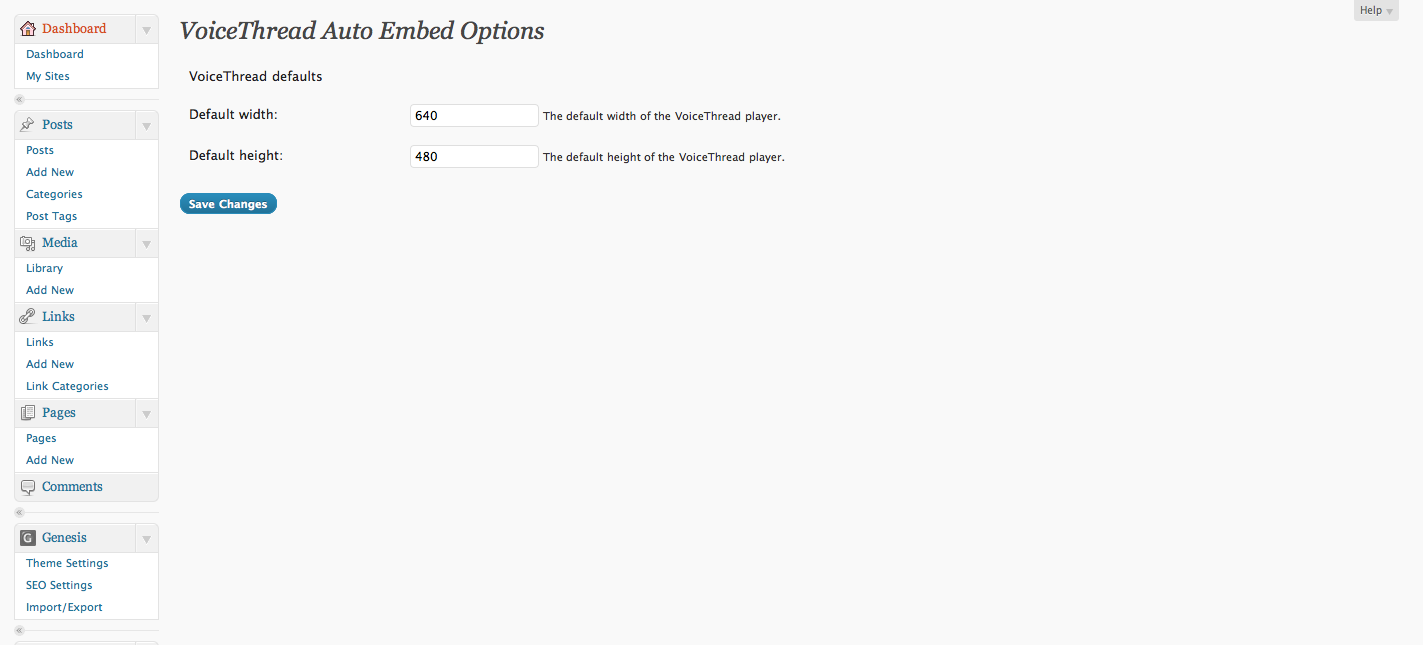 Dashboard
Dashboard
My Sites
Posts
Posts
Add New
Categories
Post Tags
Media
Library
Add New
Links
Links
Add New
Link Categories
Pages
Pages
Add New
Comments
G Genesis
Theme Settings
SEO Settings
Import/Export
Help
VoiceThread Auto Embed Options
VoiceThread defaults
Default width: 640 The default width of the VoiceThread player.
Default height: 480 The default height of the VoiceThread player.
Save Changes